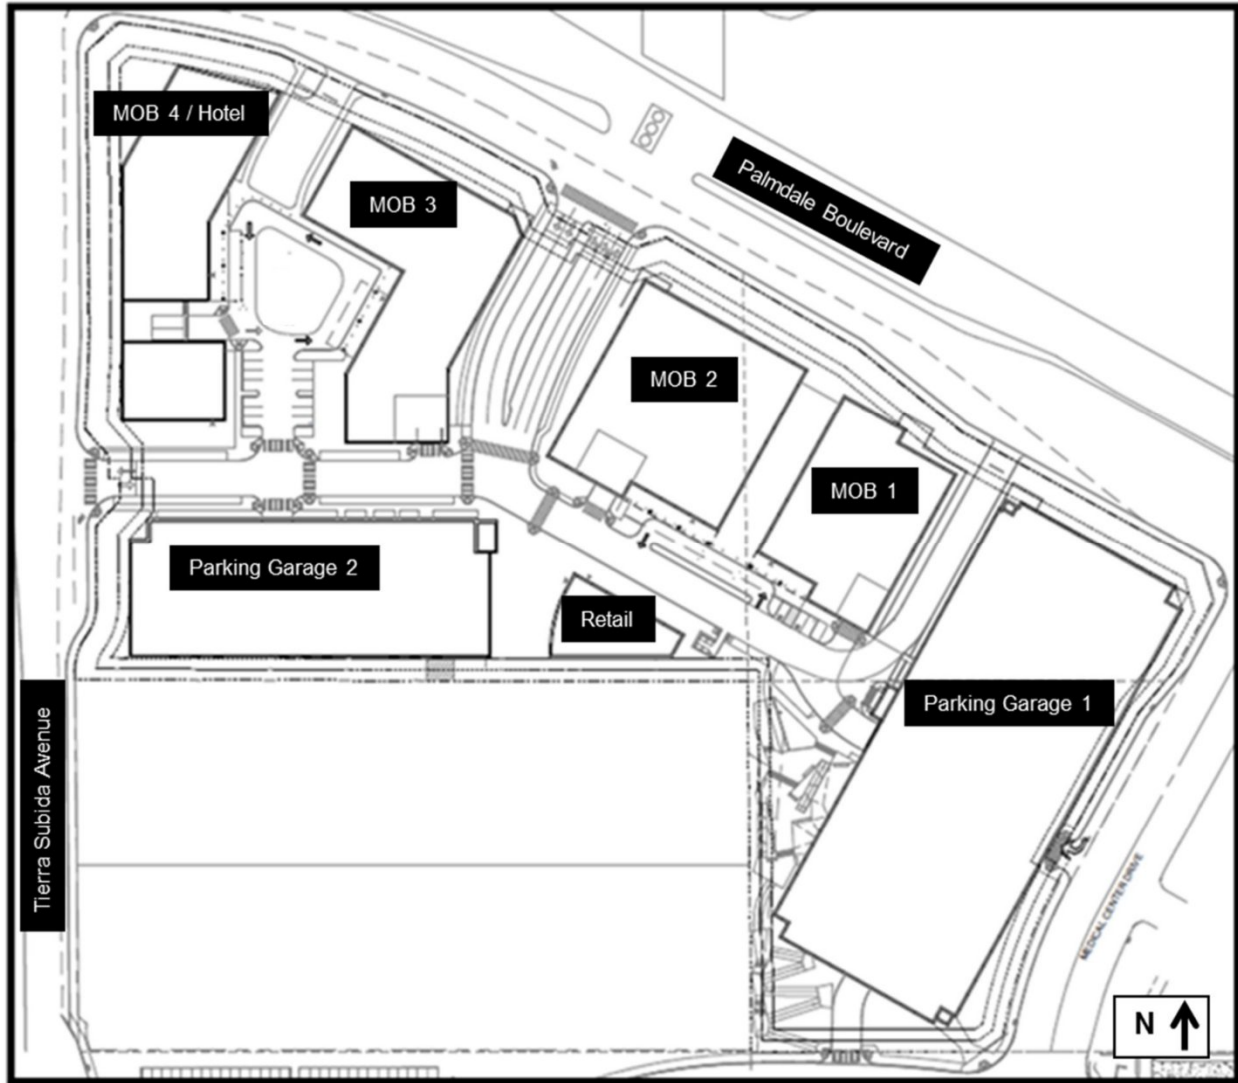 MOB 4 / Hotel
MOB 3
Palmdale Boulevard
MOB 2
MOB 1
Parking Garage 2
Retail
Parking Garage 1
Tierra Subida Avenue
MEDICAL CENTER DRIVE
N